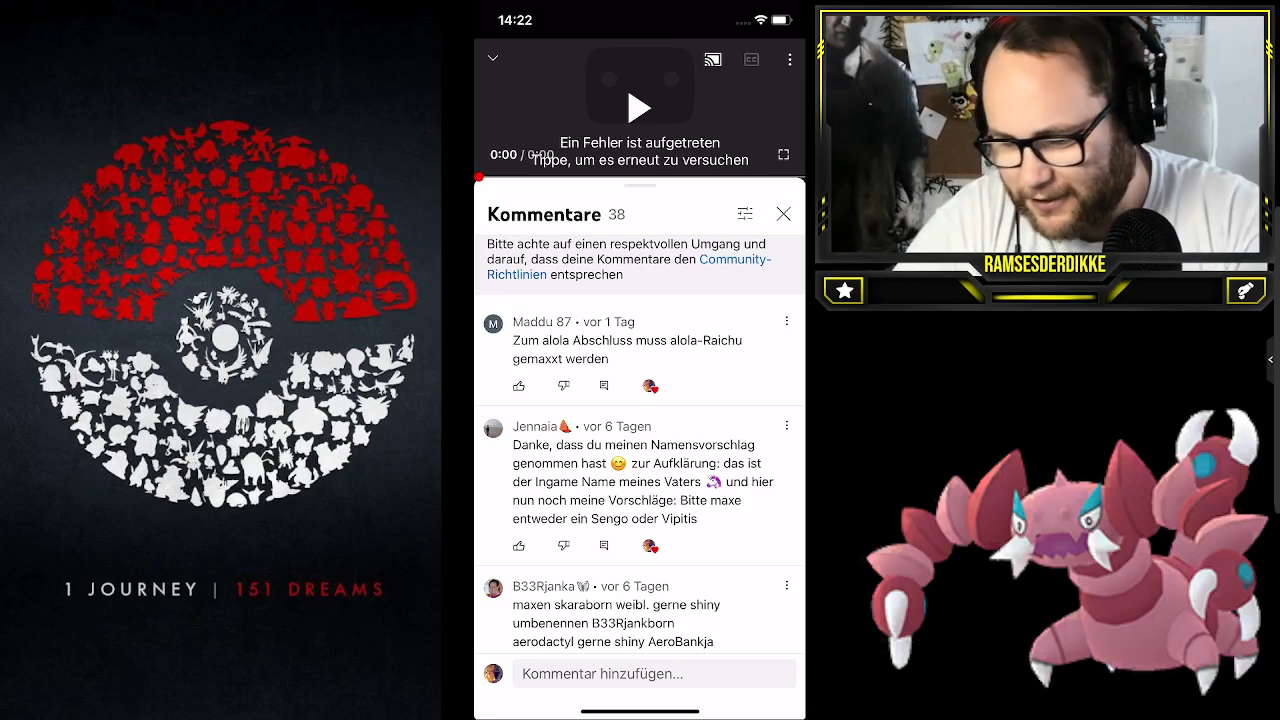 1 JOURNEY | 151 DREAMS
14:22
Ein Fehler ist aufgetreten
0:00 / 0:00
Tippe, um es erneut zu versuchen
Kommentare 38
Bitte achte auf einen respektvollen Umgang und
darauf, dass deine Kommentare den Community-
Richtlinien entsprechen
M
Maddu 87 • vor 1 Tag
Zum alola Abschluss muss alola-Raichu
gemaxxt werden
Jennaia • vor 6 Tagen
Danke, dass du meinen Namensvorschlag
genommen hast 😊 zur Aufklärung: das ist
der Ingame Name meines Vaters 🦄 und hier
nun noch meine Vorschläge: Bitte maxe
entweder ein Sengo oder Vipitis
B33Rjanka • vor 6 Tagen
maxen skaraborn weibl. gerne shiny
umbenennen B33Rjankborn
aerodactyl gerne shiny AeroBankja
Kommentar hinzufügen...
RAMSESDERDIKKE